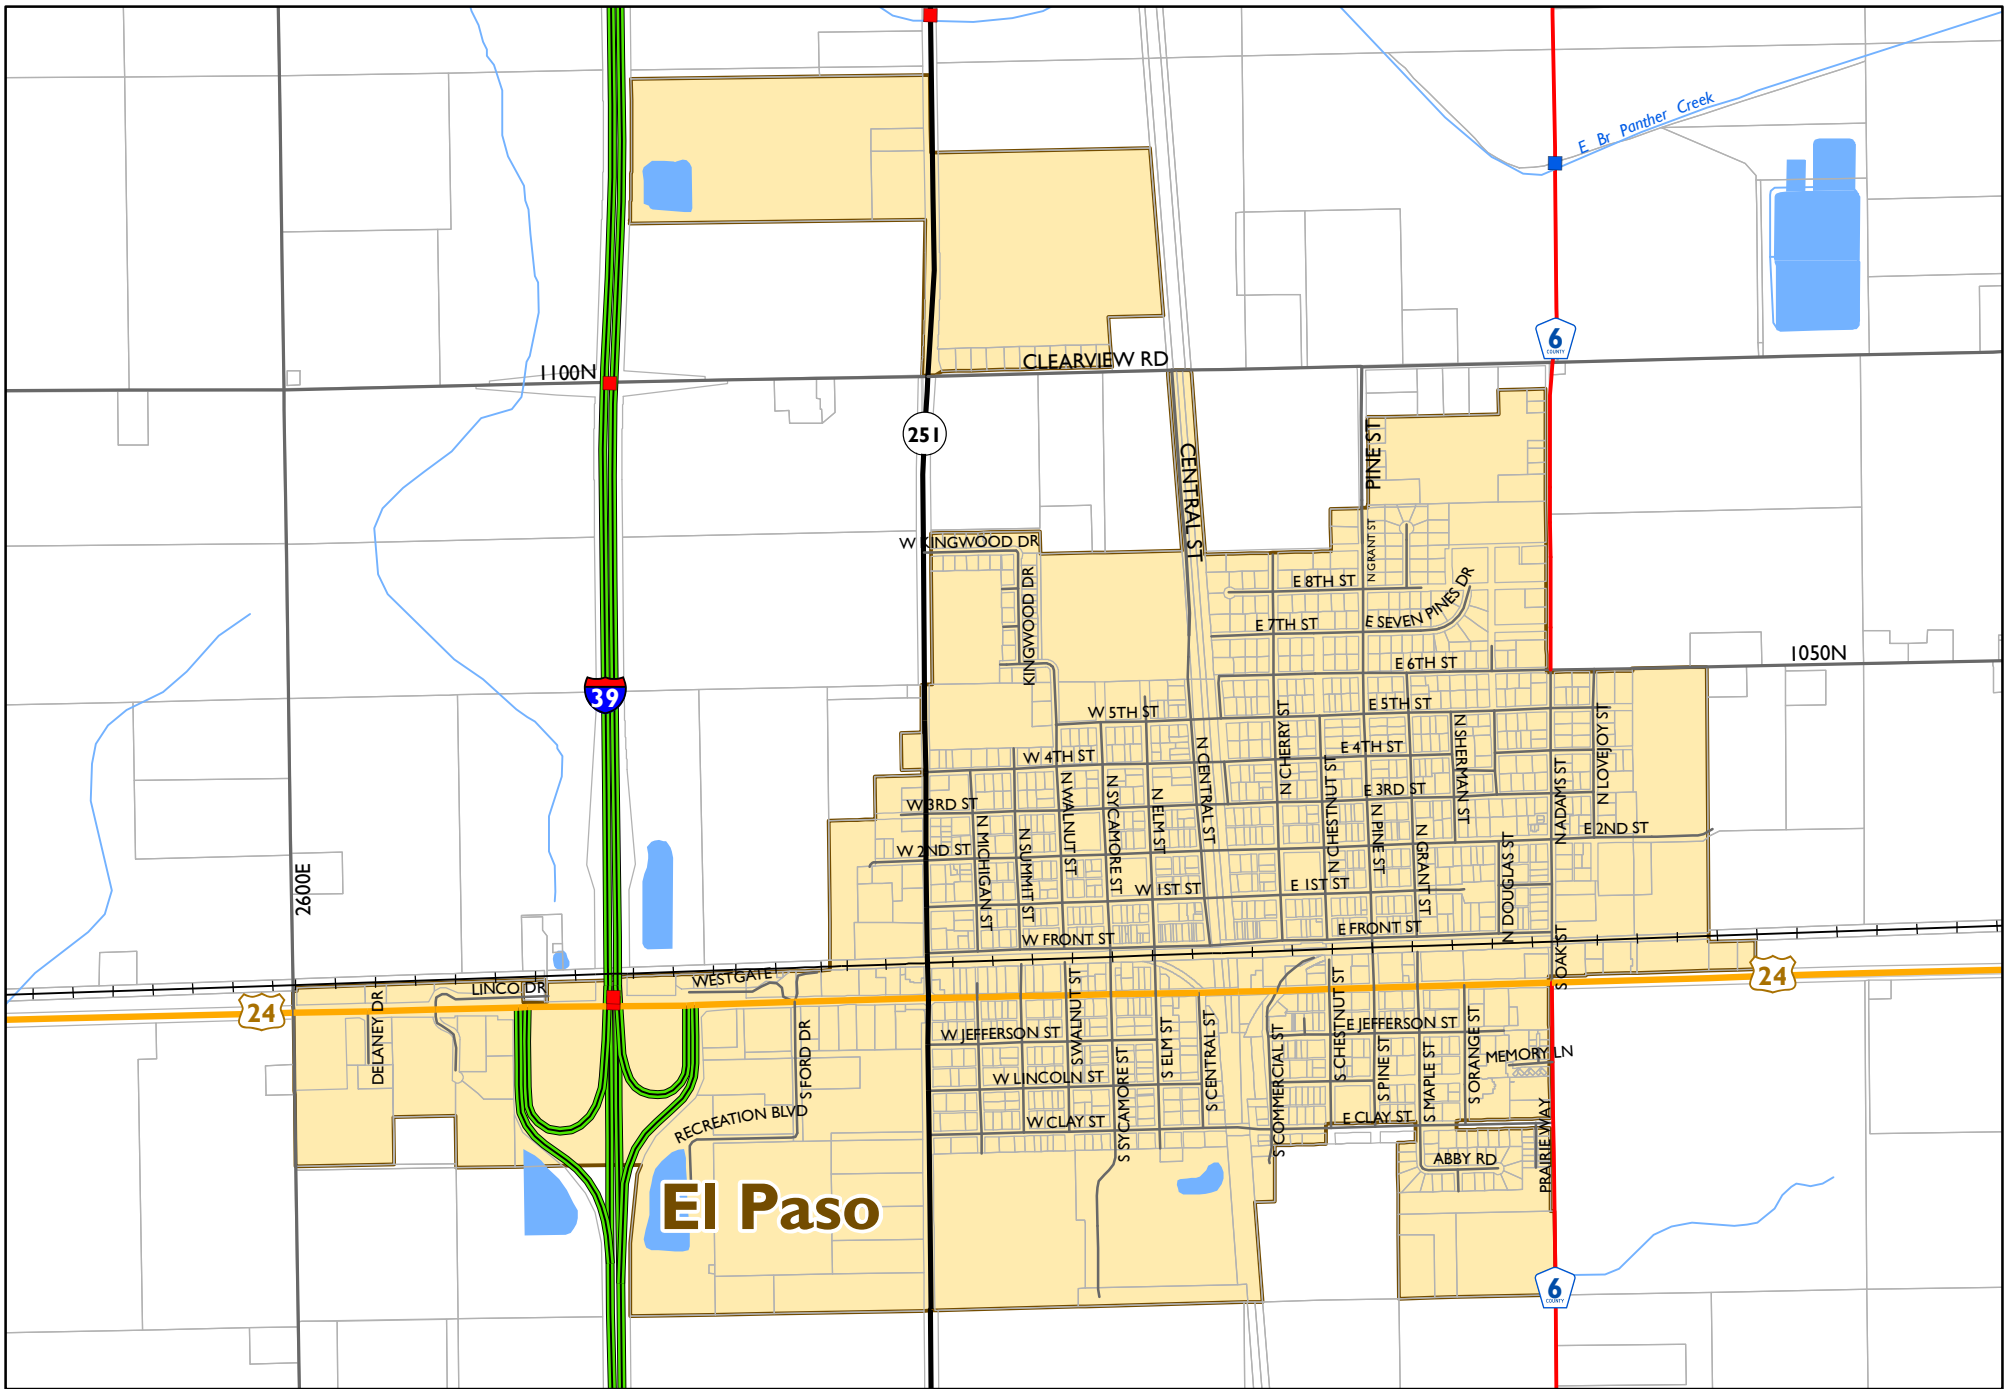 E Br Panther Creek
6
COUNTY
CLEARVIEW RD
1100N
251
PINE ST
CENTRAL ST
W KINGWOOD DR
N GRANT ST
KINGWOOD DR
E 8TH ST
E SEVEN PINES DR
E 7TH ST
1050N
E 6TH ST
39
E 5TH ST
W 5TH ST
N CHERRY ST
N SHERMAN ST
N LOVEJOY ST
E 4TH ST
W 4TH ST
N CENTRAL ST
N CHESTNUT ST
N ADAMS ST
E 3RD ST
W 3RD ST
N WALNUT ST
N SYCAMORE ST
N ELM ST
N PINE ST
E 2ND ST
N MICHIGAN ST
N SUMMIT ST
N GRANT ST
N DOUGLAS ST
W 2ND ST
2600E
W 1ST ST
E 1ST ST
E FRONT ST
W FRONT ST
S OAK ST
WESTGATE
LINCO DR
24
24
DELANEY DR
S WALNUT ST
S CHESTNUT ST
S FORD DR
W JEFFERSON ST
E JEFFERSON ST
S ELM ST
S CENTRAL ST
S COMMERCIAL ST
S PINE ST
S MAPLE ST
S ORANGE ST
MEMORY LN
W LINCOLN ST
S SYCAMORE ST
RECREATION BLVD
W CLAY ST
E CLAY ST
PRAIRIE WAY
ABBY RD
El Paso
6
COUNTY